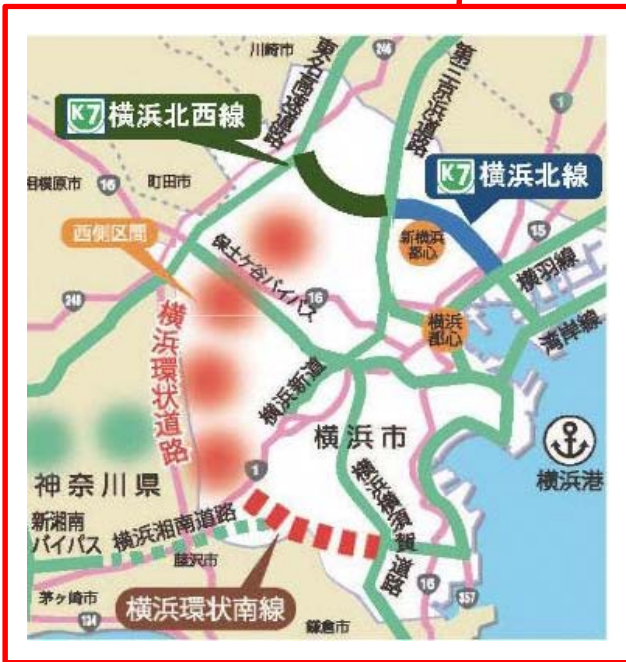 川崎市
246
東名高速道路
第三京浜道路
1
K7 横浜北西線
K7 横浜北線
相模原市
16
町田市
西側区間
保土ヶ谷バイパス
新横浜
都心
15
横羽線
246
16
横浜
都心
湾岸線
横浜環状道路
横浜新道
横浜市
横浜港
神奈川県
1
横浜横須賀道路
新湘南
バイパス
横浜湘南道路
藤沢市
16
357
茅ヶ崎市
134
横浜環状南線
鎌倉市